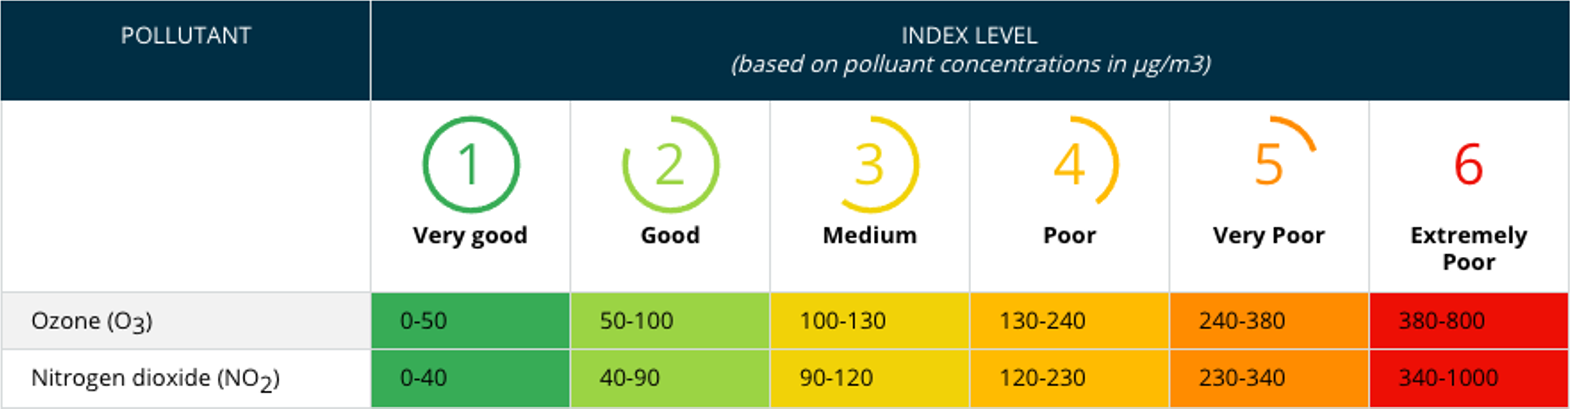 POLLUTANT
INDEX LEVEL
(based on polluant concentrations in µg/m3)
1
2
3
4
5
6
Very good
Good
Medium
Poor
Very Poor
Extremely
Poor
Ozone (O3) 0-50 50-100 100-130 130-240 240-380 380-800
Nitrogen dioxide (NO2) 0-40 40-90 90-120 120-230 230-340 340-1000